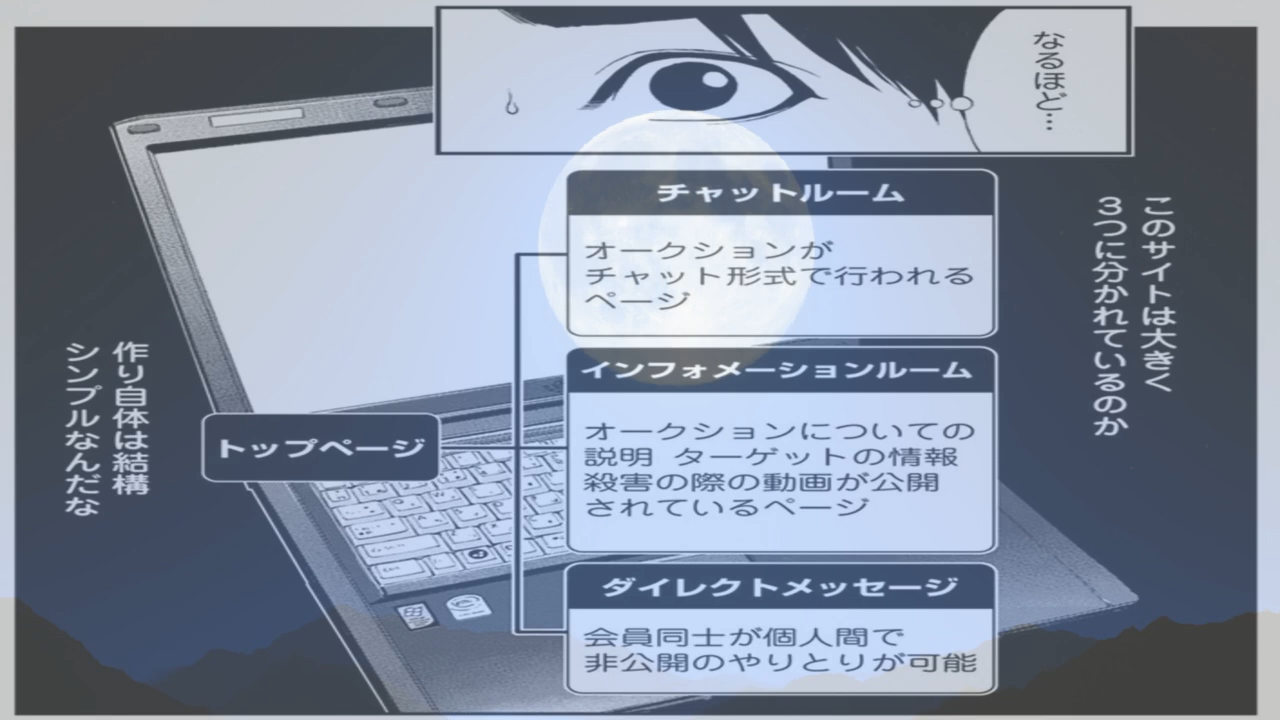 なるほど…
このサイトは大きく
3つに分かれているのか
チャットルーム
オークションが
チャット形式で行われる
ページ
インフォメーションルーム
オークションについての
説明 ターゲットの情報
殺害の際の動画が公開
されているページ
ダイレクトメッセージ
会員同士が個人間で
非公開のやりとりが可能
トップページ
作り自体は結構
シンプルなんだな